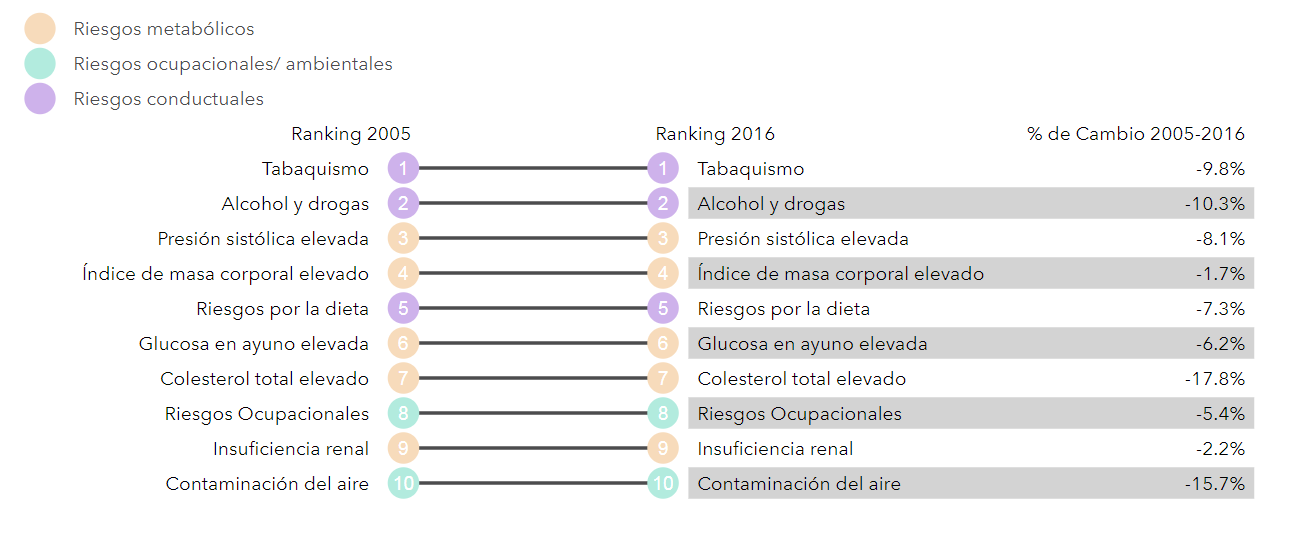 Riesgos metabólicos
Riesgos ocupacionales/ ambientales
Riesgos conductuales
Ranking 2005 Ranking 2016 % de Cambio 2005-2016
Tabaquismo 1 1 Tabaquismo -9.8%
Alcohol y drogas 2 2 Alcohol y drogas -10.3%
Presión sistólica elevada 3 3 Presión sistólica elevada -8.1%
Índice de masa corporal elevado 4 4 Índice de masa corporal elevado -1.7%
Riesgos por la dieta 5 5 Riesgos por la dieta -7.3%
Glucosa en ayuno elevada 6 6 Glucosa en ayuno elevada -6.2%
Colesterol total elevado 7 7 Colesterol total elevado -17.8%
Riesgos Ocupacionales 8 8 Riesgos Ocupacionales -5.4%
Insuficiencia renal 9 9 Insuficiencia renal -2.2%
Contaminación del aire 10 10 Contaminación del aire -15.7%